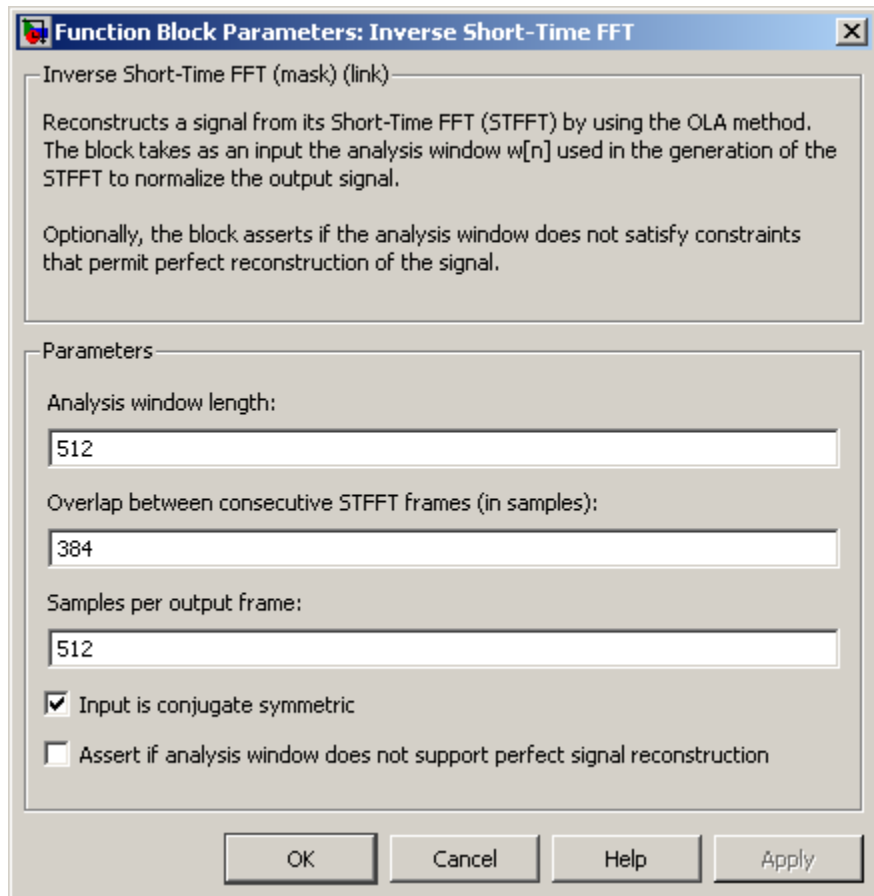 Function Block Parameters: Inverse Short-Time FFT
Inverse Short-Time FFT (mask) (link)
Reconstructs a signal from its Short-Time FFT (STFFT) by using the OLA method.
The block takes as an input the analysis window w[n] used in the generation of the
STFFT to normalize the output signal.
Optionally, the block asserts if the analysis window does not satisfy constraints
that permit perfect reconstruction of the signal.
Parameters
Analysis window length:
512
Overlap between consecutive STFFT frames (in samples):
384
Samples per output frame:
512
Input is conjugate symmetric
Assert if analysis window does not support perfect signal reconstruction
OK Cancel Help Apply